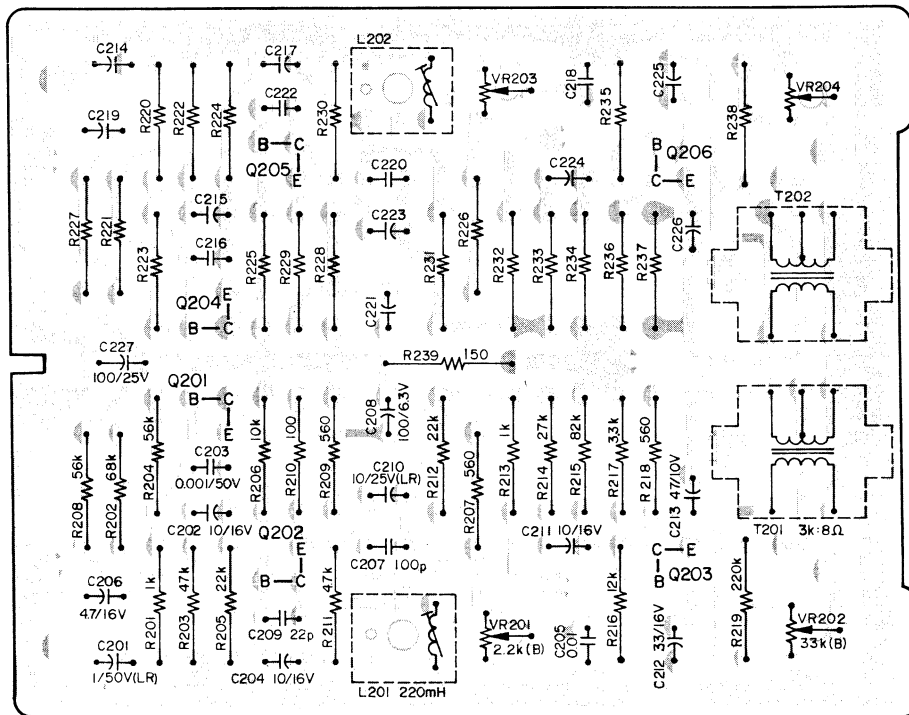 C214
C217
L202
C218
C225
VR203
VR204
R220
R222
R224
C222
R230
R235
R238
C219
B C
E
Q205
B
C E
Q206
C220
C224
T202
R227
R221
R223
C215
C216
R225
R229
R228
C223
R231
R226
R232
R233
R234
R236
R237
C226
E
B C
Q204
C221
C227
100/25V
R239 150
Q201
B C
E
C208
100/6.3V
R208 56k
R202 68k
R204 56k
C203
0.001/50V
R206 10k
R210 100
R209 560
C210
10/25V(LR)
R212 22k
R207 560
R213 1k
R214 27k
R215 82k
R217 33k
R218 560
C213 47/10V
C202 10/16V
Q202
E
B C
C207 100p
C211 10/16V
C E
B
Q203
T201 3k:8Ω
C206
4.7/16V
R201 1k
R203 47k
R205 22k
C209 22p
R211 47k
VR201
2.2k(B)
C205
0.01
R216 12k
C212 33/16V
R219 220k
VR202
33k(B)
C201
1/50V(LR)
C204 10/16V
L201 220mH